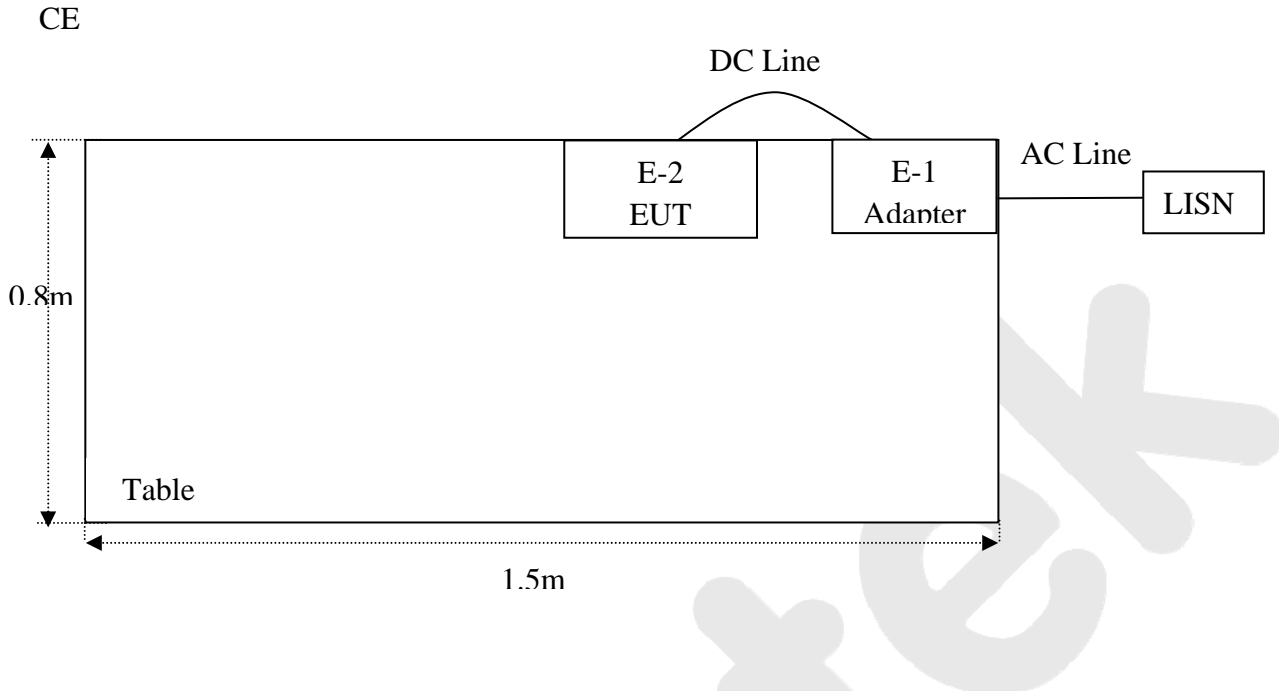 CE
DC Line
AC Line
E-2
EUT
E-1
Adapter
LISN
0.8m
Table
1.5m